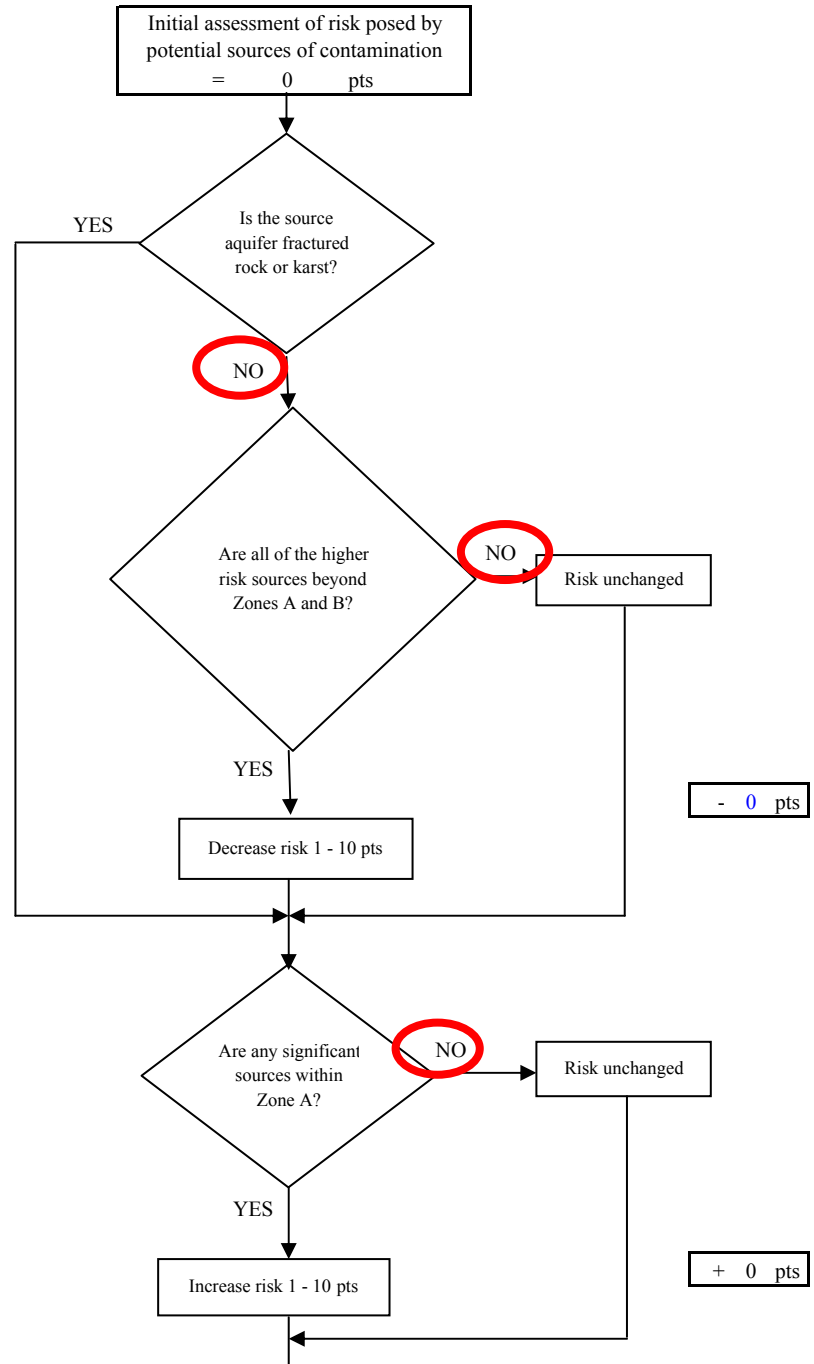 Initial assessment of risk posed by
potential sources of contamination
= 0 pts
YES
Is the source
aquifer fractured
rock or karst?
NO
Are all of the higher
risk sources beyond
Zones A and B?
NO
Risk unchanged
YES
- 0 pts
Decrease risk 1 - 10 pts
Are any significant
sources within
Zone A?
NO
Risk unchanged
YES
+ 0 pts
Increase risk 1 - 10 pts